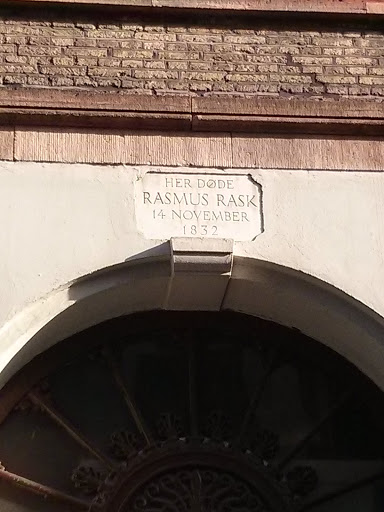 HER DØDE
RASMUS RASK
14 NOVEMBER
1832